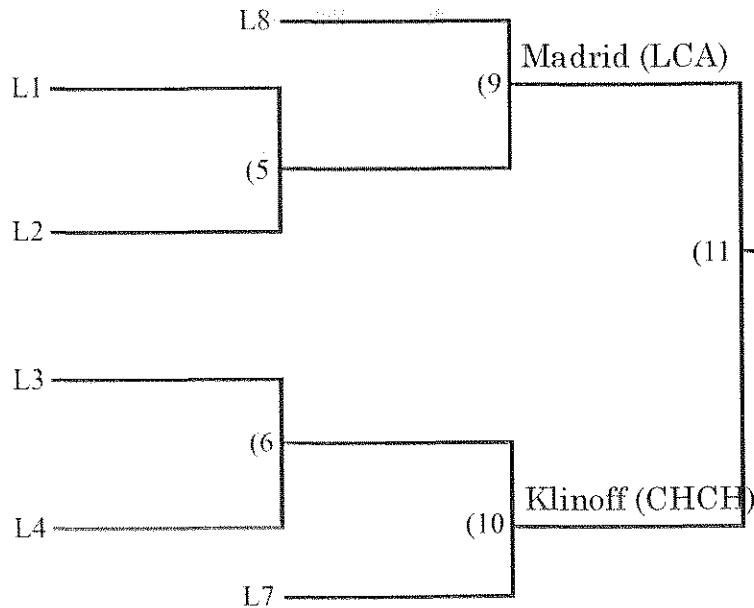 L8
Madrid (LCA)
L1
(9
(5
L2
(11
L3
(6
Klinoff (CHCH)
L4
(10
L7